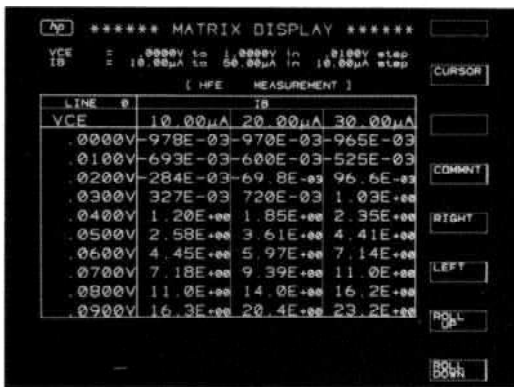 hp ****** MATRIX DISPLAY ******
VCE = .0000V to 1.0000V in .0100V step
IB = 10.00μA to 50.00μA in 10.00μA step
CURSOR
[ HFE MEASUREMENT ]
LINE 0 IB
VCE 10.00μA 20.00μA 30.00μA
.0000V -978E-03 -970E-03 -965E-03
.0100V -693E-03 -600E-03 -525E-03
.0200V -284E-03 -69.8E-03 96.6E-03
COMMNT
.0300V 327E-03 720E-03 1.03E+00
.0400V 1.20E+00 1.85E+00 2.35E+00
RIGHT
.0500V 2.58E+00 3.61E+00 4.41E+00
.0600V 4.45E+00 5.97E+00 7.14E+00
.0700V 7.18E+00 9.39E+00 11.0E+00
LEFT
.0800V 11.0E+00 14.0E+00 16.2E+00
.0900V 16.3E+00 20.4E+00 23.2E+00
ROLL
UP
ROLL
DOWN